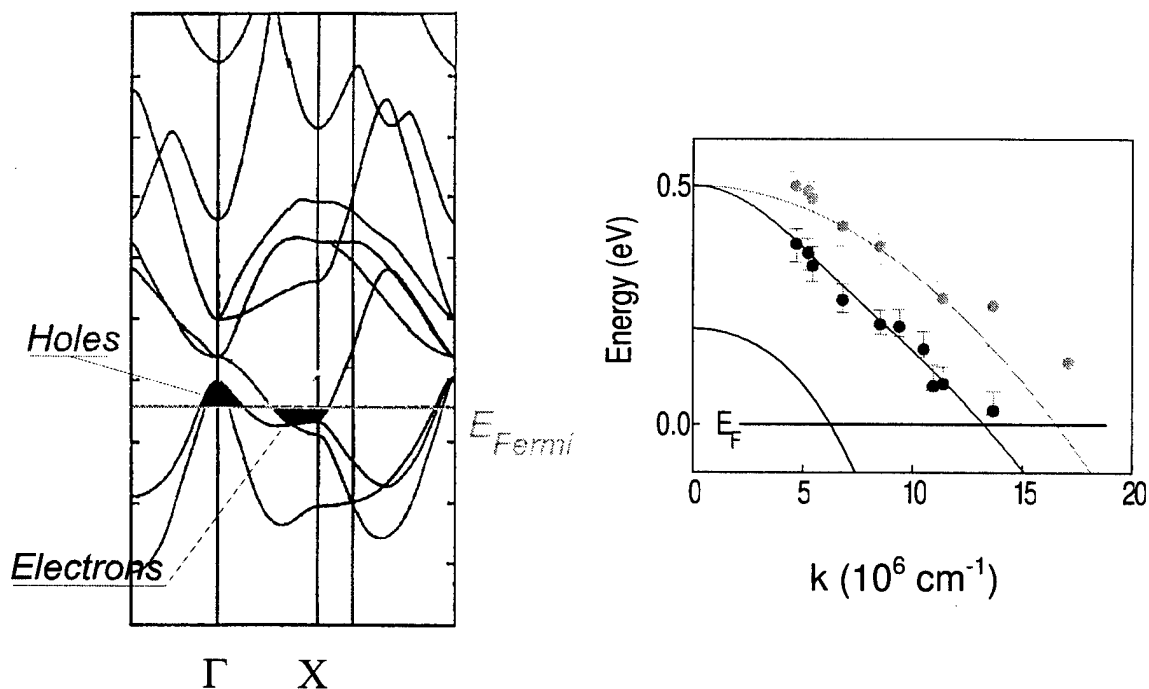 Holes
E_Fermi
Electrons
Γ X
Energy (eV)
0.5
0.0
E_F
0 5 10 15 20
k (10^6 cm^-1)